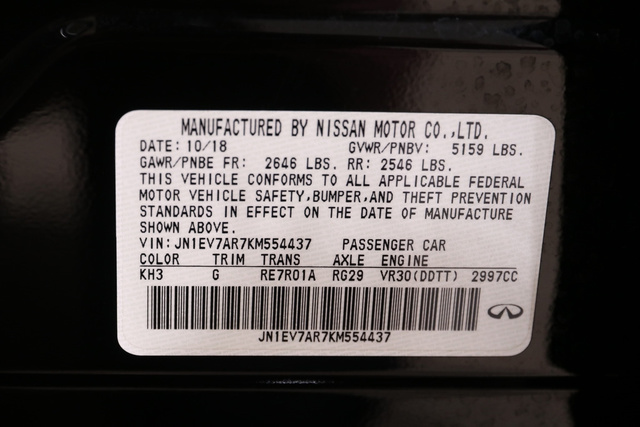 MANUFACTURED BY NISSAN MOTOR CO.,LTD.
DATE: 10/18 GVWR/PNBV: 5159 LBS.
GAWR/PNBE FR: 2646 LBS. RR: 2546 LBS.
THIS VEHICLE CONFORMS TO ALL APPLICABLE FEDERAL
MOTOR VEHICLE SAFETY,BUMPER,AND THEFT PREVENTION
STANDARDS IN EFFECT ON THE DATE OF MANUFACTURE
SHOWN ABOVE.
VIN: JN1EV7AR7KM554437 PASSENGER CAR
COLOR TRIM TRANS AXLE ENGINE
KH3 G RE7R01A RG29 VR30(DDTT) 2997CC
JN1EV7AR7KM554437